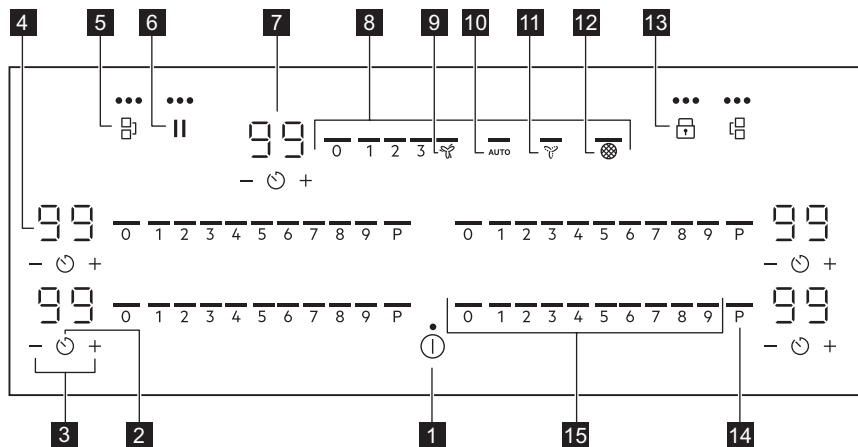 4 5 6 7 8 9 10 11 12 13
99 0 1 2 3 AUTO
- +
99 0 1 2 3 4 5 6 7 8 9 P 0 1 2 3 4 5 6 7 8 9 P 99
- + - +
99 0 1 2 3 4 5 6 7 8 9 P 0 1 2 3 4 5 6 7 8 9 P 99
- + - +
3 2 1 15 14